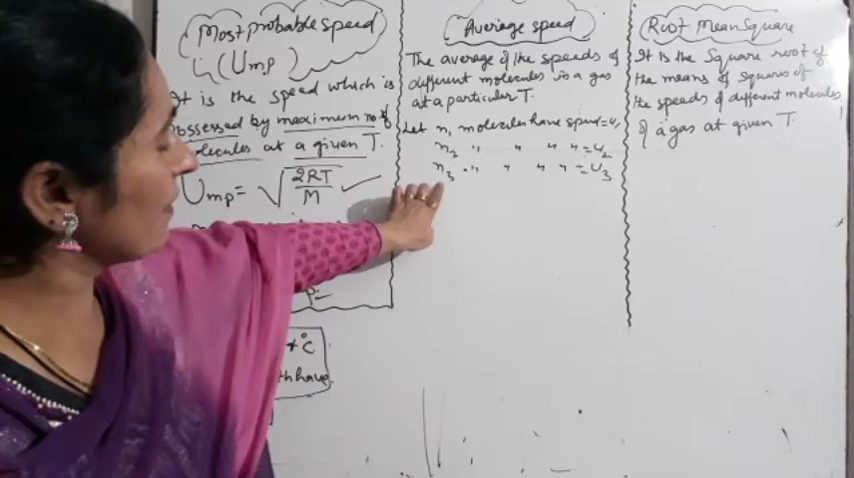 Most probable speed
(Ump)
It is the speed which is
possessed by maximum no. of
molecules at a given T.
Ump = √(2RT/M)
°C
have
Average speed
The average of the speeds of
different molecules in a gas
at a particular T.
Let n₁ molecules have speed = u₁
n₂ " " " " = u₂
n₃ " " " " = u₃
Root Mean Square
It is the Square root of
the means of squares of
the speeds of different molecules
of a gas at given T.